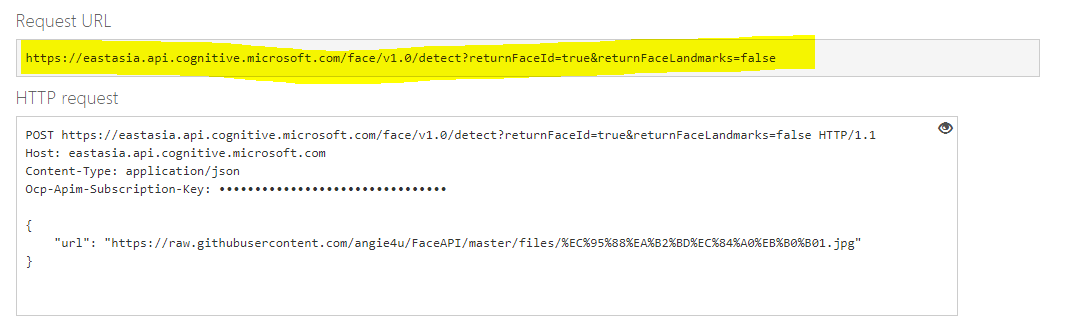 Request URL
https://eastasia.api.cognitive.microsoft.com/face/v1.0/detect?returnFaceId=true&returnFaceLandmarks=false
HTTP request
POST https://eastasia.api.cognitive.microsoft.com/face/v1.0/detect?returnFaceId=true&returnFaceLandmarks=false HTTP/1.1
Host: eastasia.api.cognitive.microsoft.com
Content-Type: application/json
Ocp-Apim-Subscription-Key: ••••••••••••••••••••••••••••••••
{
"url": "https://raw.githubusercontent.com/angie4u/FaceAPI/master/files/%EC%95%88%EA%B2%BD%EC%84%A0%EB%B0%B01.jpg"
}